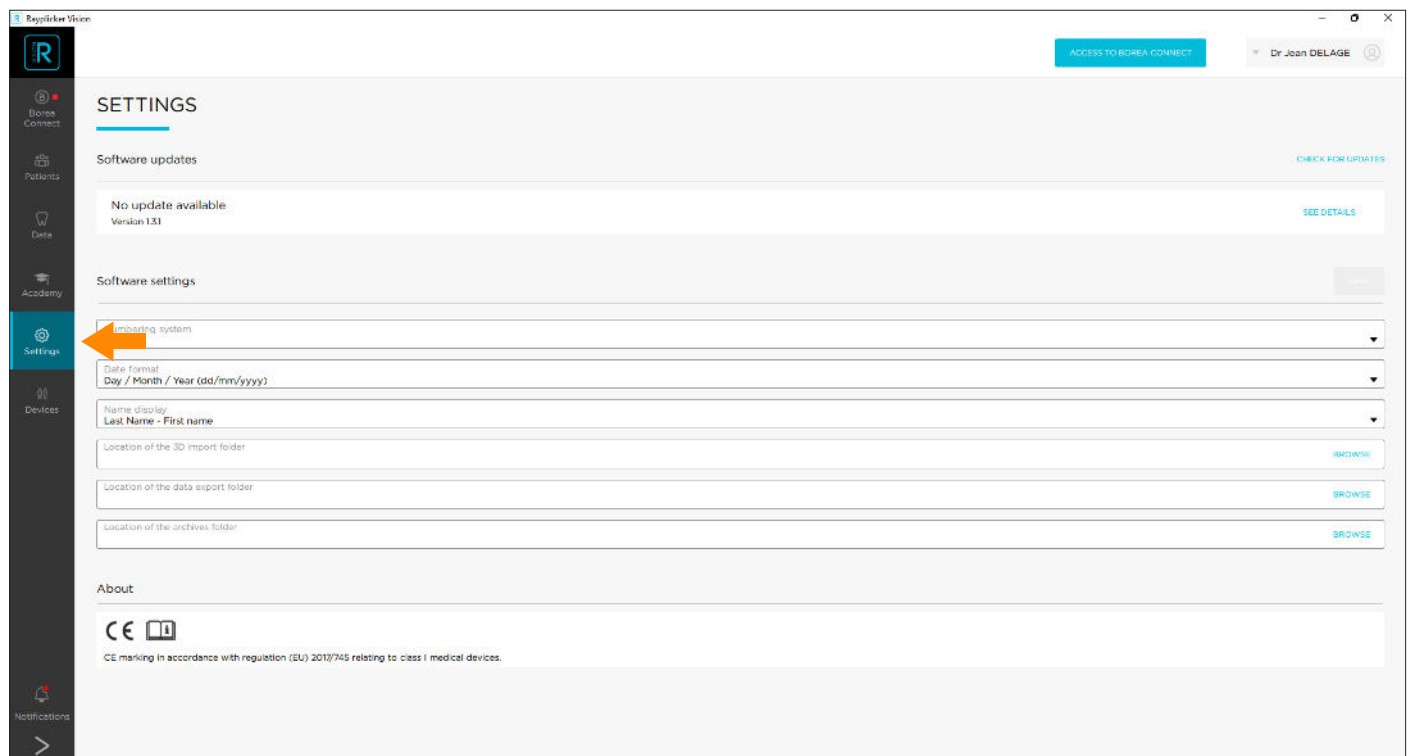 Rayplicker Vision
VISION R
ACCESS TO BOREA CONNECT
Dr Jean DELAGE
Borea
Connect
Patients
Data
Academy
Settings
Devices
Notifications
SETTINGS
Software updates
CHECK FOR UPDATES
No update available
Version 1.3.1
SEE DETAILS
Software settings
Numbering system
Date format
Day / Month / Year (dd/mm/yyyy)
Name display
Last Name - First name
Location of the 3D import folder
BROWSE
Location of the data export folder
BROWSE
Location of the archives folder
BROWSE
About
CE
CE marking in accordance with regulation (EU) 2017/745 relating to class I medical devices.